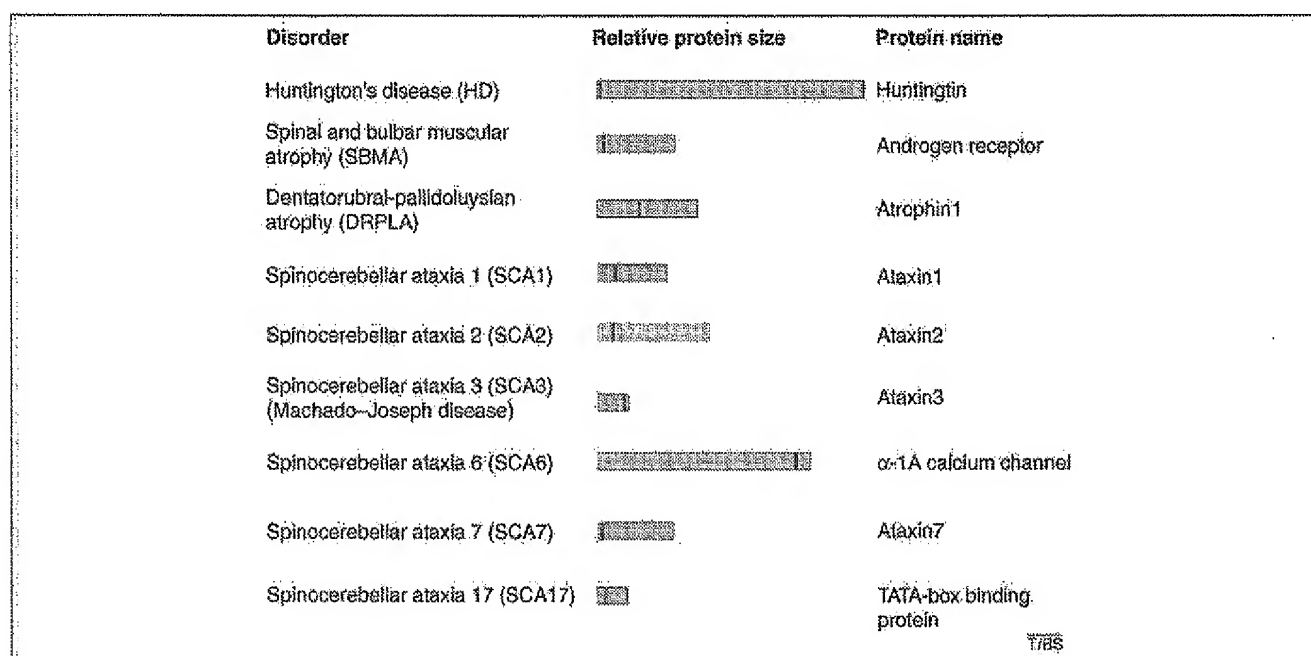 Disorder Relative protein size Protein name
Huntington's disease (HD) Huntingtin
Spinal and bulbar muscular
atrophy (SBMA) Androgen receptor
Dentatorubral-pallidoluysian
atrophy (DRPLA) Atrophin1
Spinocerebellar ataxia 1 (SCA1) Ataxin1
Spinocerebellar ataxia 2 (SCA2) Ataxin2
Spinocerebellar ataxia 3 (SCA3)
(Machado–Joseph disease) Ataxin3
Spinocerebellar ataxia 6 (SCA6) α-1A calcium channel
Spinocerebellar ataxia 7 (SCA7) Ataxin7
Spinocerebellar ataxia 17 (SCA17) TATA-box binding
protein
TiBS